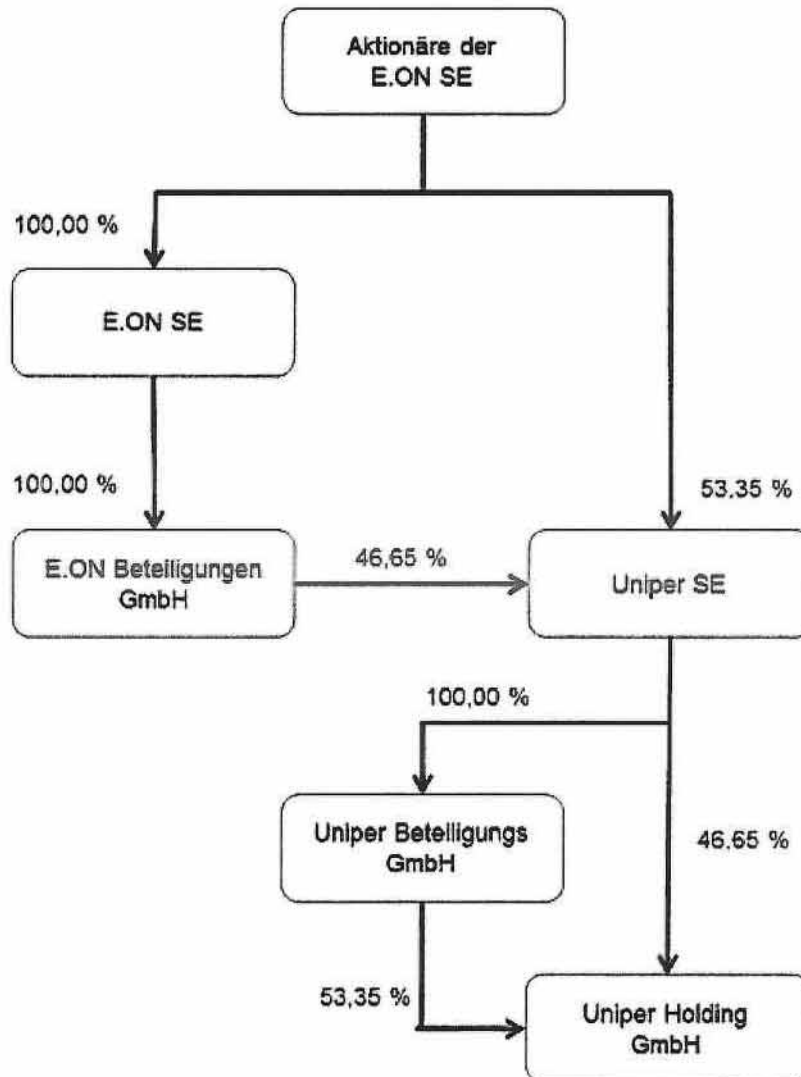 Aktionäre der
E.ON SE
100,00 %
E.ON SE
100,00 %
53,35 %
E.ON Beteiligungen
GmbH
46,65 %
Uniper SE
100,00 %
Uniper Beteiligungs
GmbH
46,65 %
53,35 %
Uniper Holding
GmbH